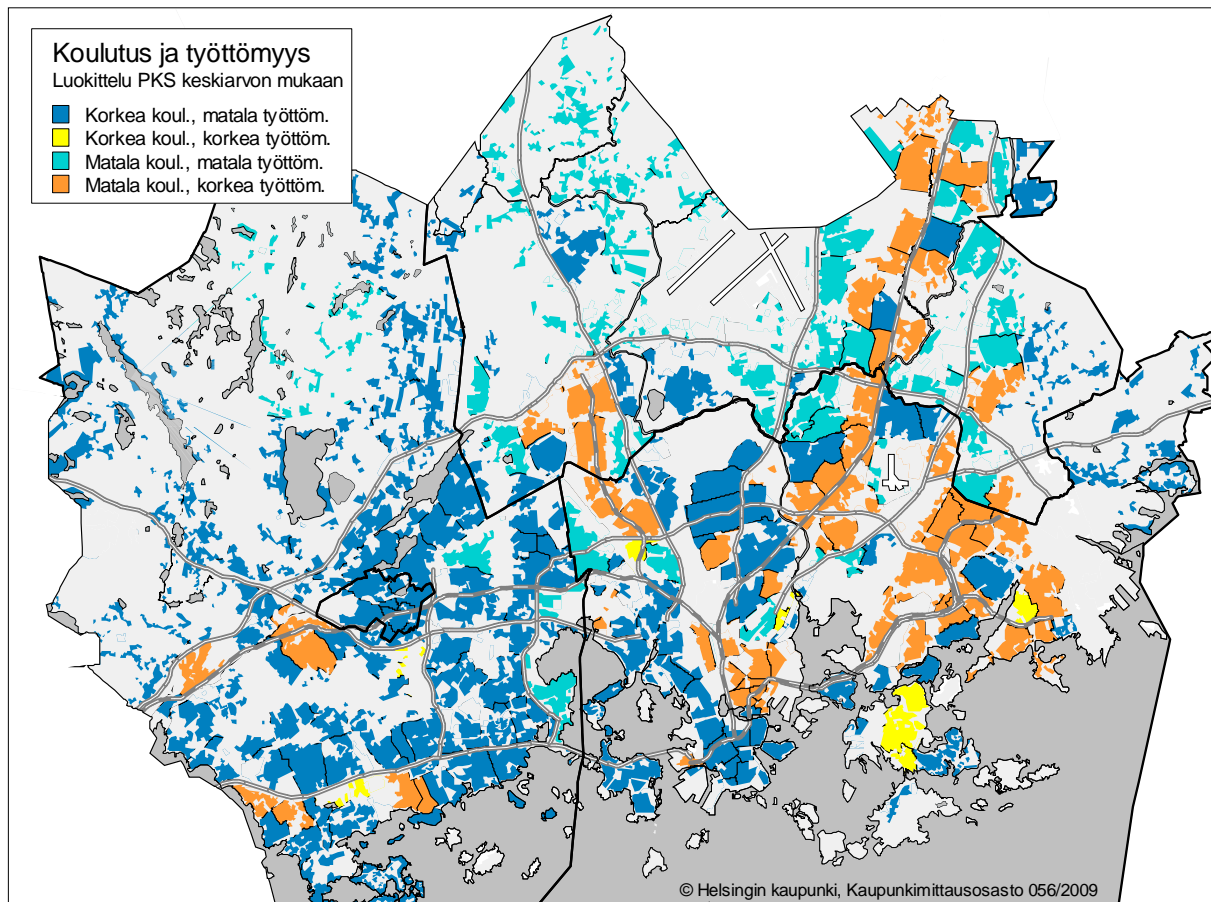 Koulutus ja työttömyys
Luokittelu PKS keskiarvon mukaan
Korkea koul., matala työttöm.
Korkea koul., korkea työttöm.
Matala koul., matala työttöm.
Matala koul., korkea työttöm.
© Helsingin kaupunki, Kaupunkimittausosasto 056/2009